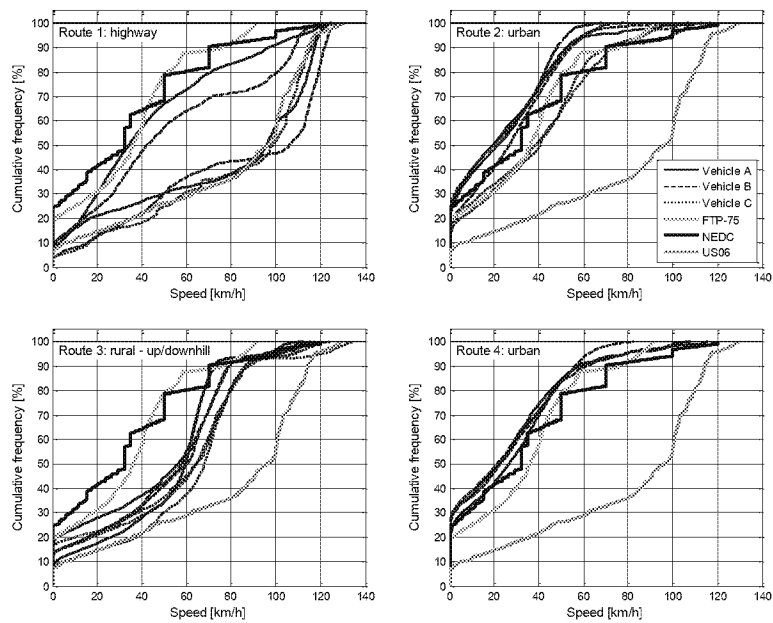 Route 1: highway
Cumulative frequency [%]
100
90
80
70
60
50
40
30
20
10
0
0 20 40 60 80 100 120 140
Speed [km/h]
Route 2: urban
Cumulative frequency [%]
100
90
80
70
60
50
40
30
20
10
0
Vehicle A
Vehicle B
Vehicle C
FTP-75
NEDC
US06
0 20 40 60 80 100 120 140
Speed [km/h]
Route 3: rural - up/downhill
Cumulative frequency [%]
100
90
80
70
60
50
40
30
20
10
0
0 20 40 60 80 100 120 140
Speed [km/h]
Route 4: urban
Cumulative frequency [%]
100
90
80
70
60
50
40
30
20
10
0
0 20 40 60 80 100 120 140
Speed [km/h]